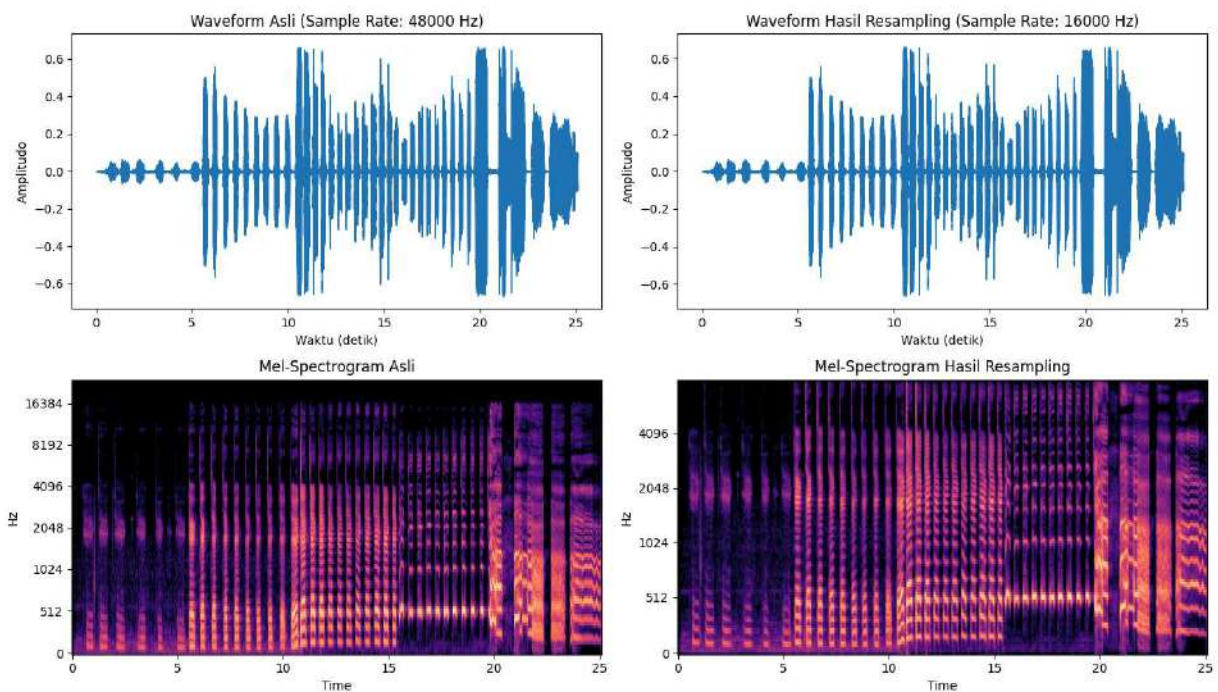 Waveform Asli (Sample Rate: 48000 Hz)
Amplitudo
0.6
0.4
0.2
0.0
−0.2
−0.4
−0.6
0 5 10 15 20 25
Waktu (detik)
Waveform Hasil Resampling (Sample Rate: 16000 Hz)
Amplitudo
0.6
0.4
0.2
0.0
−0.2
−0.4
−0.6
0 5 10 15 20 25
Waktu (detik)
Mel-Spectrogram Asli
Hz
16384
8192
4096
2048
1024
512
0
0 5 10 15 20 25
Time
Mel-Spectrogram Hasil Resampling
Hz
4096
2048
1024
512
0
0 5 10 15 20 25
Time